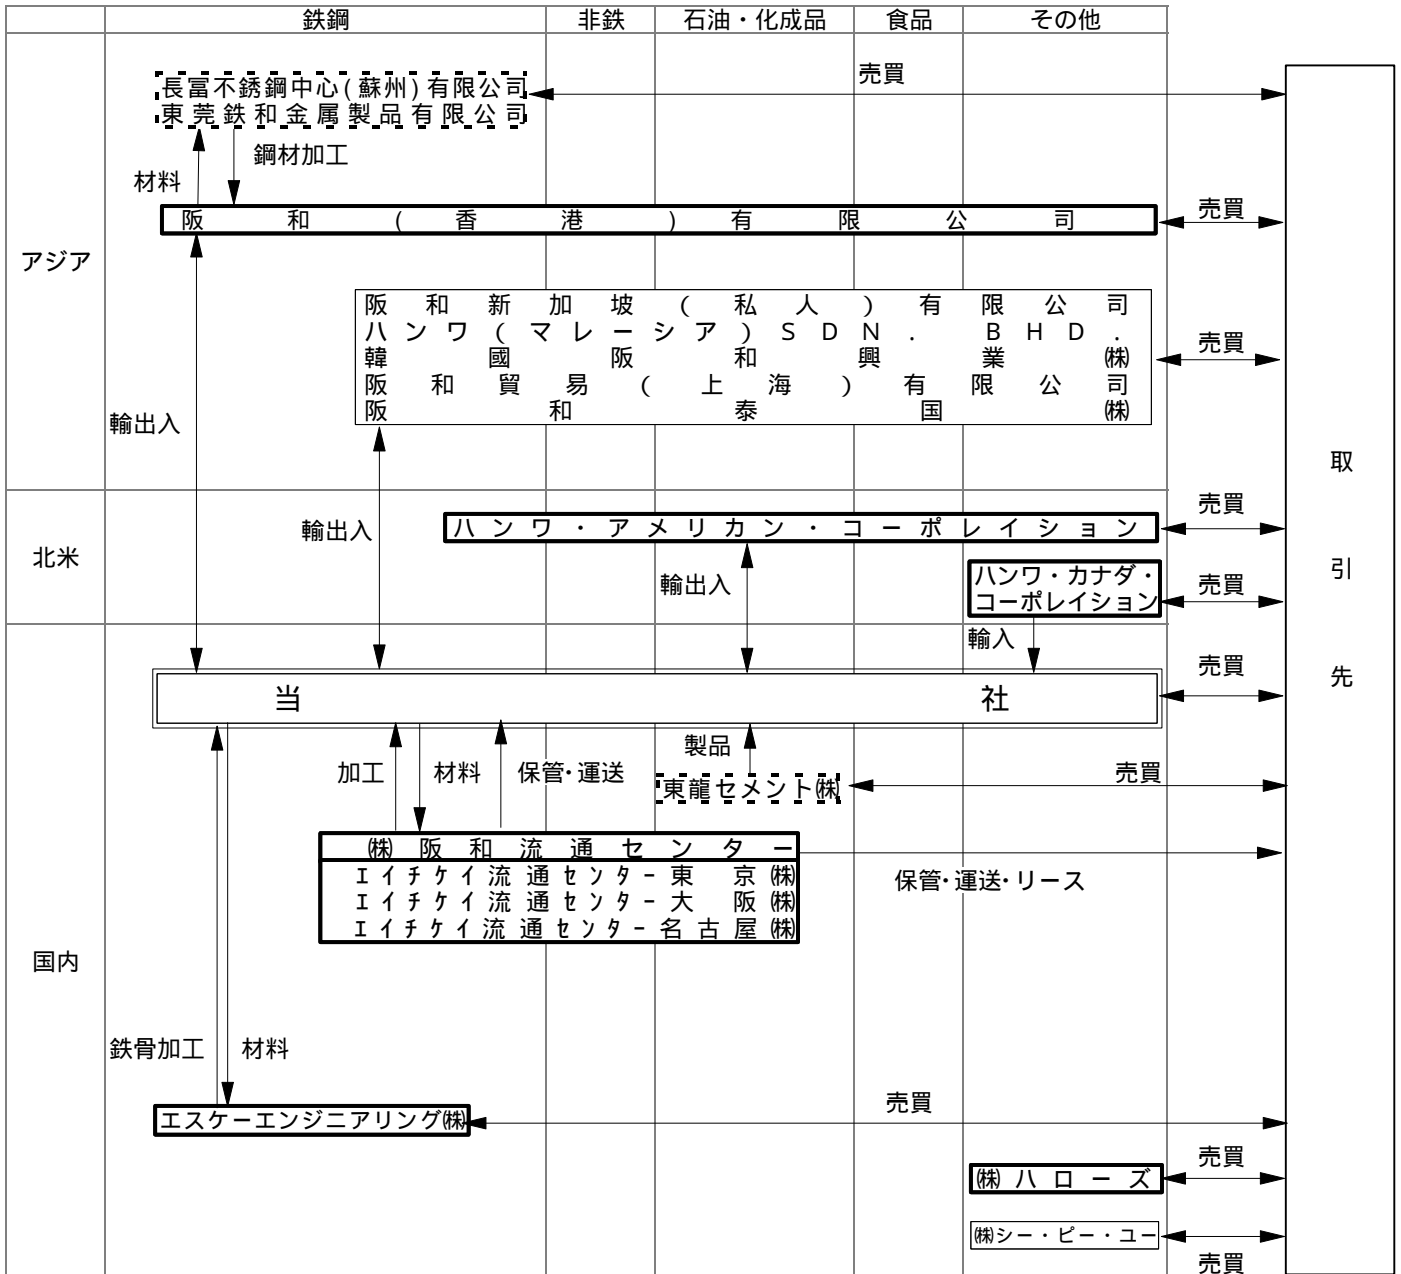 鉄鋼 非鉄 石油・化成品 食品 その他
売買
長冨不銹鋼中心(蘇州)有限公司
東莞鉄和金属製品有限公司
鋼材加工
材料
阪和(香港)有限公司
売買
アジア
阪和新加坡(私人)有限公司
ハンワ(マレーシア)SDN. BHD.
韓國阪和興業㈱
阪和貿易(上海)有限公司
阪和泰国㈱
売買
輸出入
取引先
売買
ハンワ・アメリカン・コーポレイション
輸出入
北米
輸出入
ハンワ・カナダ・
コーポレイション
売買
輸入
当社
売買
製品
加工
材料
保管・運送
東龍セメント㈱
売買
㈱阪和流通センター
エイチケイ流通センター東京㈱
エイチケイ流通センター大阪㈱
エイチケイ流通センター名古屋㈱
保管・運送・リース
国内
鉄骨加工
材料
売買
エスケーエンジニアリング㈱
売買
㈱ハローズ
㈱シー・ピー・ユー
売買